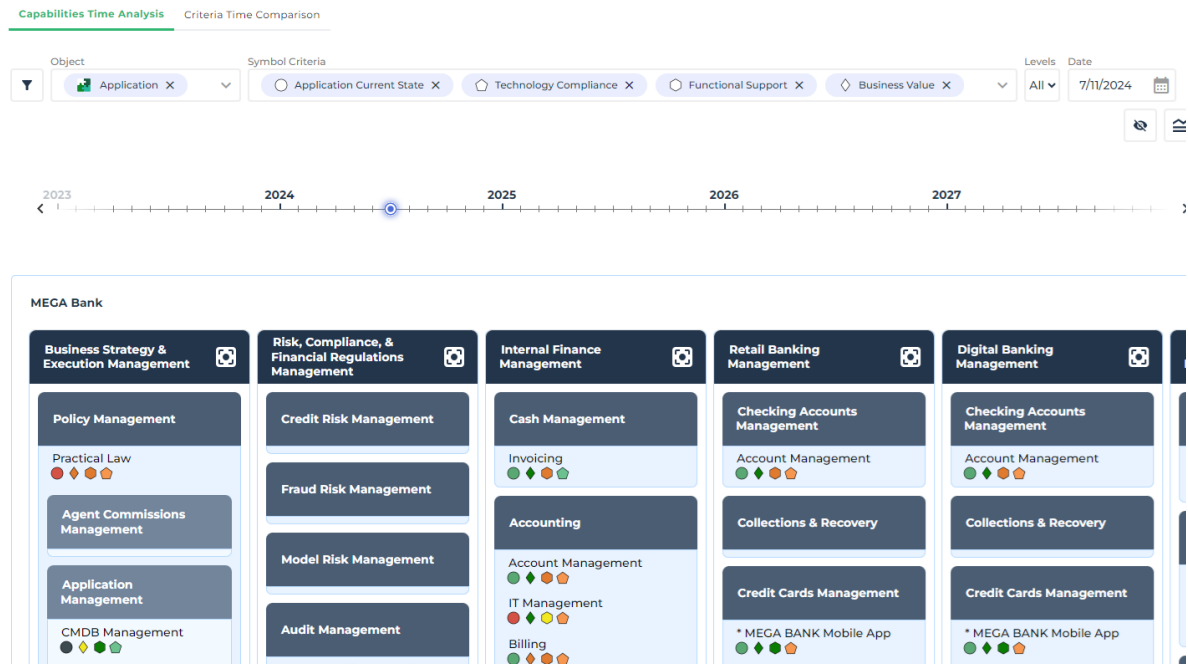 Capabilities Time Analysis
Criteria Time Comparison
Object
Symbol Criteria
Levels
Date
Application
Application Current State
Technology Compliance
Functional Support
Business Value
All
7/11/2024
2023
2024
2025
2026
2027
MEGA Bank
Business Strategy &
Execution Management
Policy Management
Practical Law
Agent Commissions
Management
Application
Management
CMDB Management
Risk, Compliance, &
Financial Regulations
Management
Credit Risk Management
Fraud Risk Management
Model Risk Management
Audit Management
Internal Finance
Management
Cash Management
Invoicing
Accounting
Account Management
IT Management
Billing
Retail Banking
Management
Checking Accounts
Management
Account Management
Collections & Recovery
Credit Cards Management
* MEGA BANK Mobile App
Digital Banking
Management
Checking Accounts
Management
Account Management
Collections & Recovery
Credit Cards Management
* MEGA BANK Mobile App